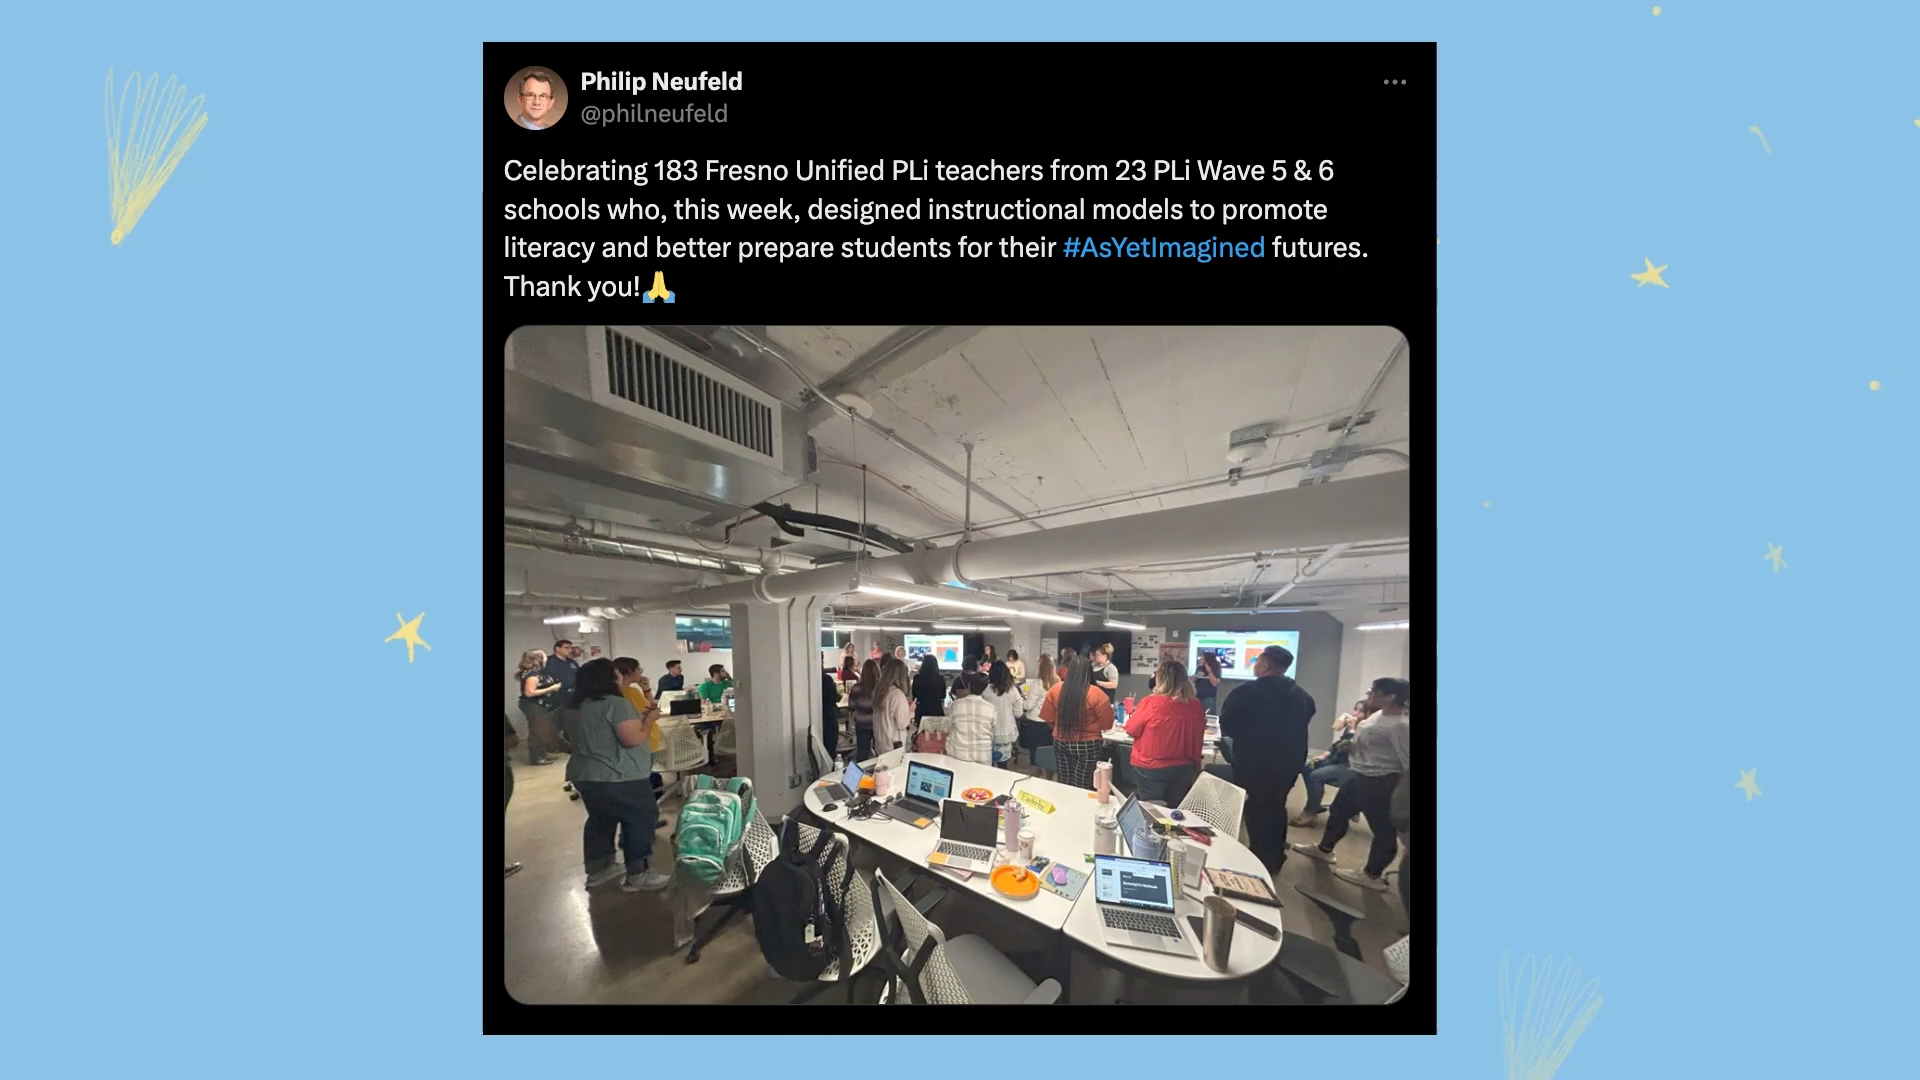 Philip Neufeld
@philneufeld
Celebrating 183 Fresno Unified PLi teachers from 23 PLi Wave 5 & 6
schools who, this week, designed instructional models to promote
literacy and better prepare students for their #AsYetImagined futures.
Thank you!🙏